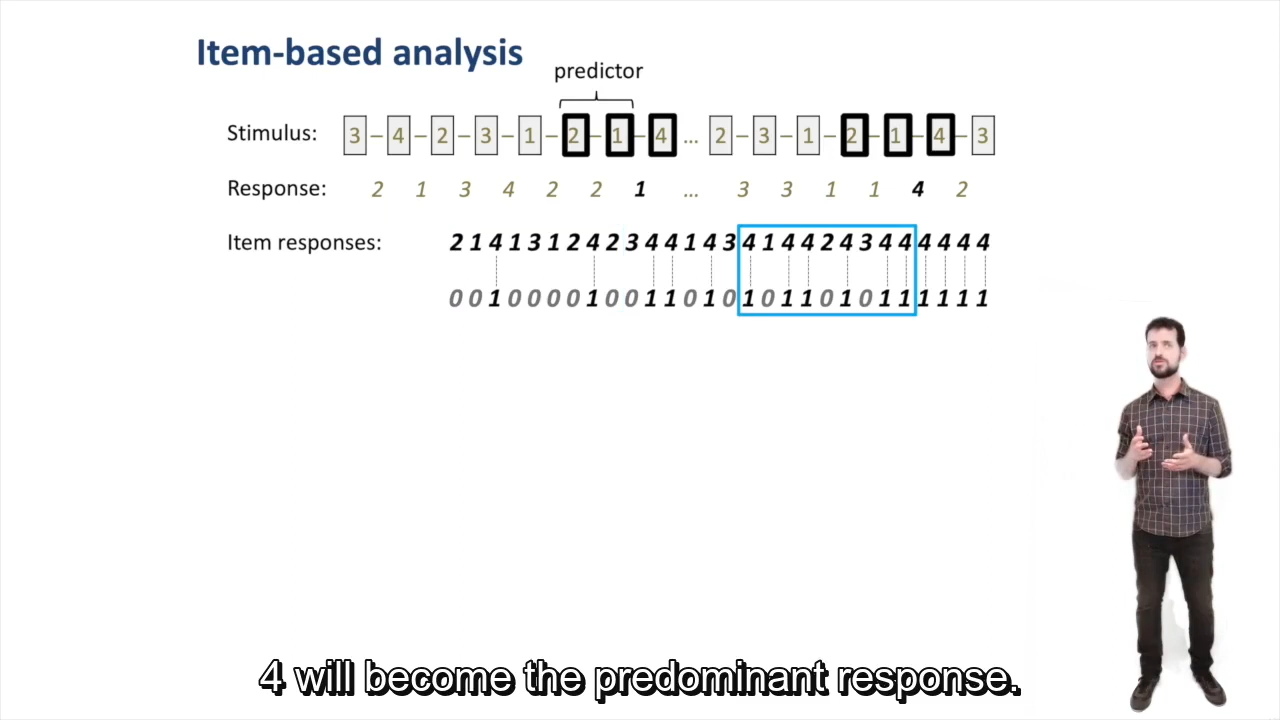 Item-based analysis
predictor
Stimulus: 3 – 4 – 2 – 3 – 1 – 2 – 1 – 4 ... 2 – 3 – 1 – 2 – 1 – 4 – 3
Response: 2 1 3 4 2 2 1 ... 3 3 1 1 4 2
Item responses: 2 1 4 1 3 1 2 4 2 3 4 4 1 4 3 4 1 4 4 2 4 3 4 4 4 4 4 4
0 0 1 0 0 0 0 1 0 0 1 1 0 1 0 1 0 1 1 0 1 0 1 1 1 1 1 1
4 will become the predominant response.